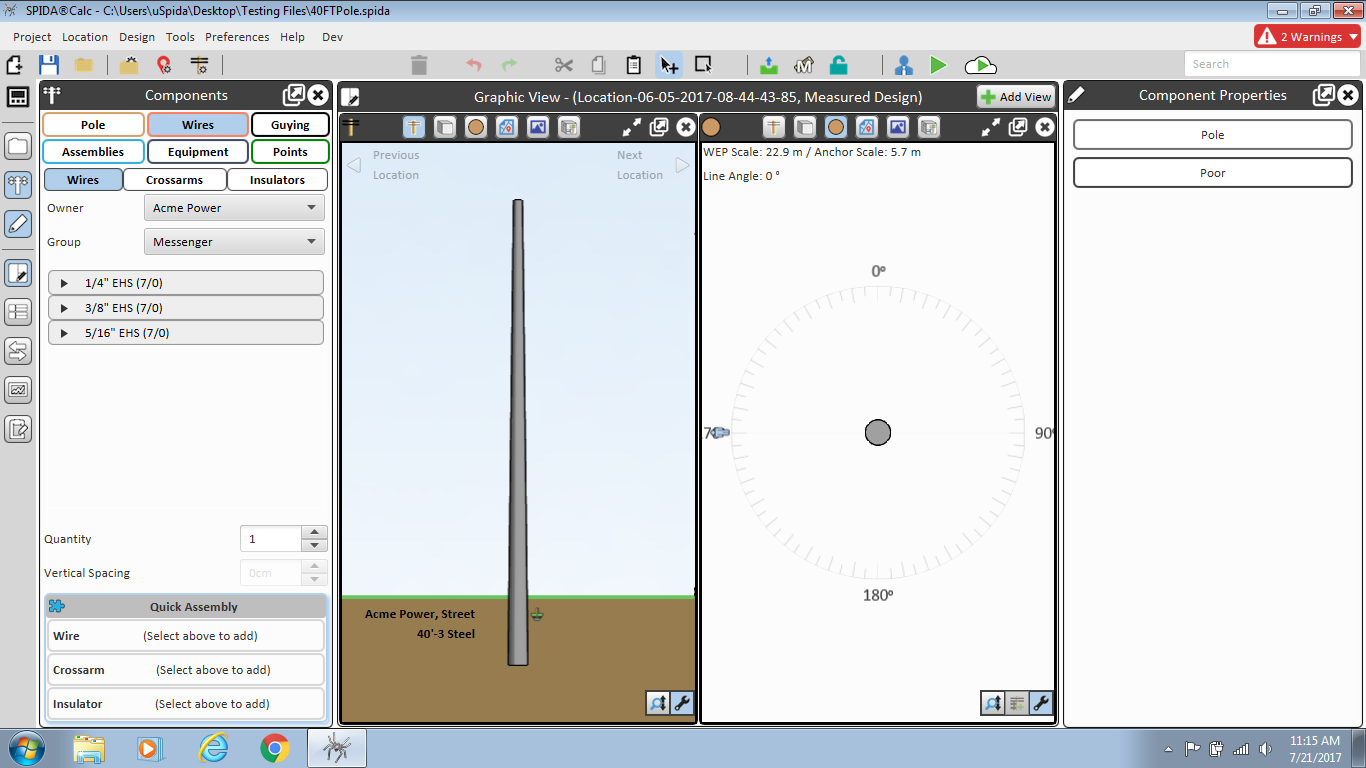 SPIDA®Calc - C:\Users\uSpida\Desktop\Testing Files\40FTPole.spida
Project Location Design Tools Preferences Help Dev
2 Warnings
Search
Components
Pole Wires Guying
Assemblies Equipment Points
Wires Crossarms Insulators
Owner Acme Power
Group Messenger
1/4" EHS (7/0)
3/8" EHS (7/0)
5/16" EHS (7/0)
Quantity 1
Vertical Spacing 0cm
Quick Assembly
Wire (Select above to add)
Crossarm (Select above to add)
Insulator (Select above to add)
Graphic View - (Location-06-05-2017-08-44-43-85, Measured Design)
Add View
Previous Location
Next Location
Acme Power, Street
40'-3 Steel
WEP Scale: 22.9 m / Anchor Scale: 5.7 m
Line Angle: 0 °
0º
90º
180º
Component Properties
Pole
Poor
11:15 AM
7/21/2017